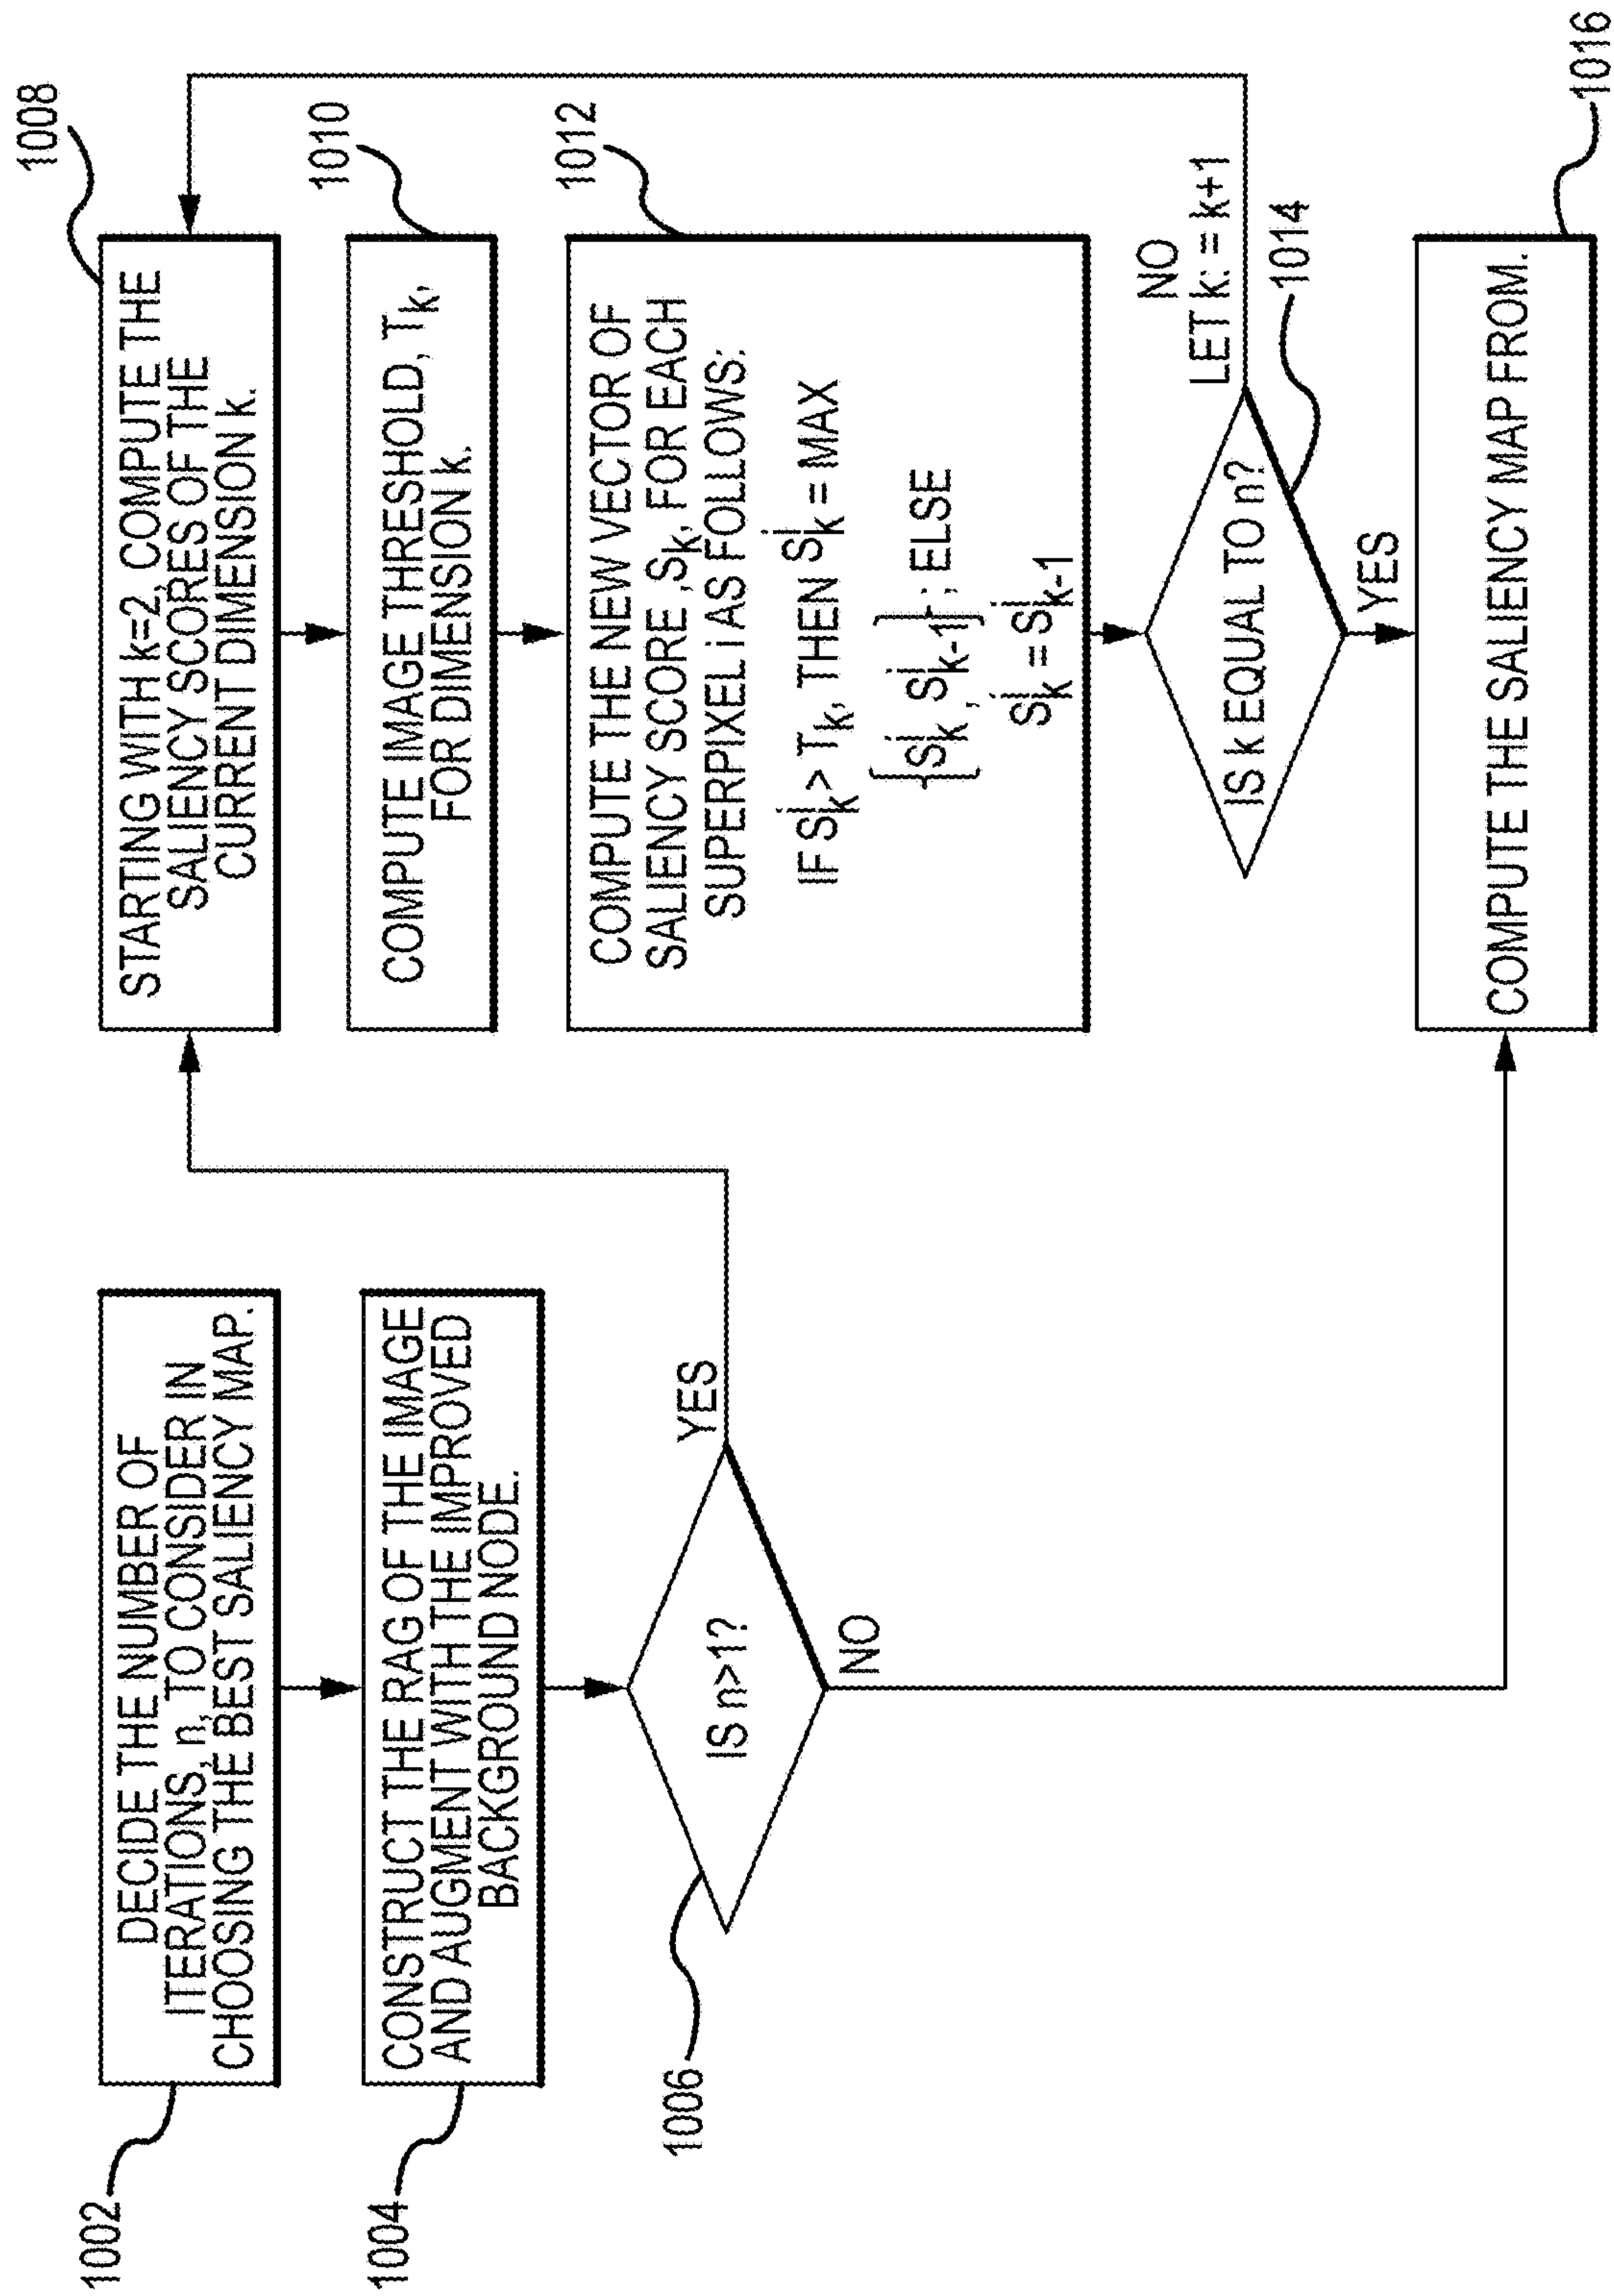 1002
DECIDE THE NUMBER OF
ITERATIONS, n, TO CONSIDER IN
CHOOSING THE BEST SALIENCY MAP.
1004
CONSTRUCT THE RAG OF THE IMAGE
AND AUGMENT WITH THE IMPROVED
BACKGROUND NODE.
1006
IS n>1?
YES
NO
1008
STARTING WITH k=2, COMPUTE THE
SALIENCY SCORES OF THE
CURRENT DIMENSION k.
1010
COMPUTE IMAGE THRESHOLD, T_k,
FOR DIMENSION k.
1012
COMPUTE THE NEW VECTOR OF
SALIENCY SCORE ,S_k, FOR EACH
SUPERPIXEL i AS FOLLOWS:
IF S^i_k > T_k, THEN S^i_k = MAX
{S^i_k , S^i_k-1} ; ELSE
S^i_k = S^i_k-1
NO
LET k: = k+1
1014
IS k EQUAL TO n?
YES
1016
COMPUTE THE SALIENCY MAP FROM.